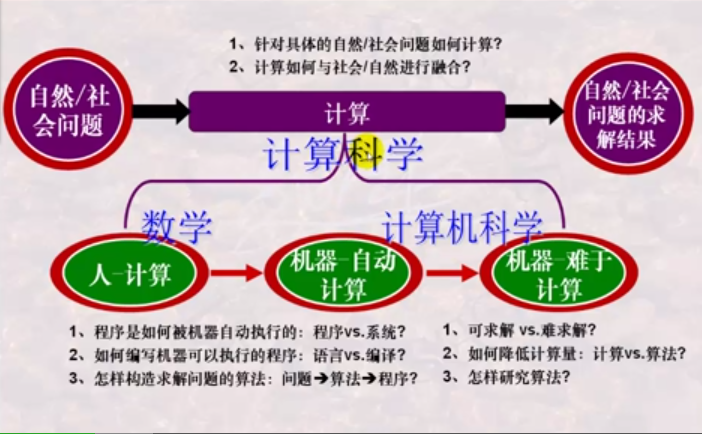 1、针对具体的自然/社会问题如何计算?
2、计算如何与社会/自然进行融合?
自然/社
会问题
计算
自然/社会
问题的求
解结果
计算科学
数学
计算机科学
人-计算
机器-自动
计算
机器-难于
计算
1、程序是如何被机器自动执行的：程序vs.系统?
2、如何编写机器可以执行的程序：语言vs.编译?
3、怎样构造求解问题的算法：问题→算法→程序?
1、可求解 vs.难求解?
2、如何降低计算量：计算vs.算法?
3、怎样研究算法?